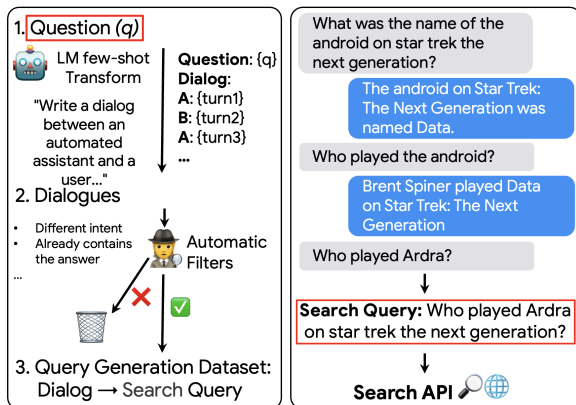 1. Question (q)
LM few-shot
Transform
"Write a dialog
between an
automated
assistant and a
user..."
Question: {q}
Dialog:
A: {turn1}
B: {turn2}
A: {turn3}
...
2. Dialogues
• Different intent
• Already contains
the answer
...
Automatic
Filters
3. Query Generation Dataset:
Dialog → Search Query
What was the name of the
android on star trek the
next generation?
The android on Star Trek:
The Next Generation was
named Data.
Who played the android?
Brent Spiner played Data
on Star Trek: The Next
Generation
Who played Ardra?
Search Query: Who played Ardra
on star trek the next generation?
Search API